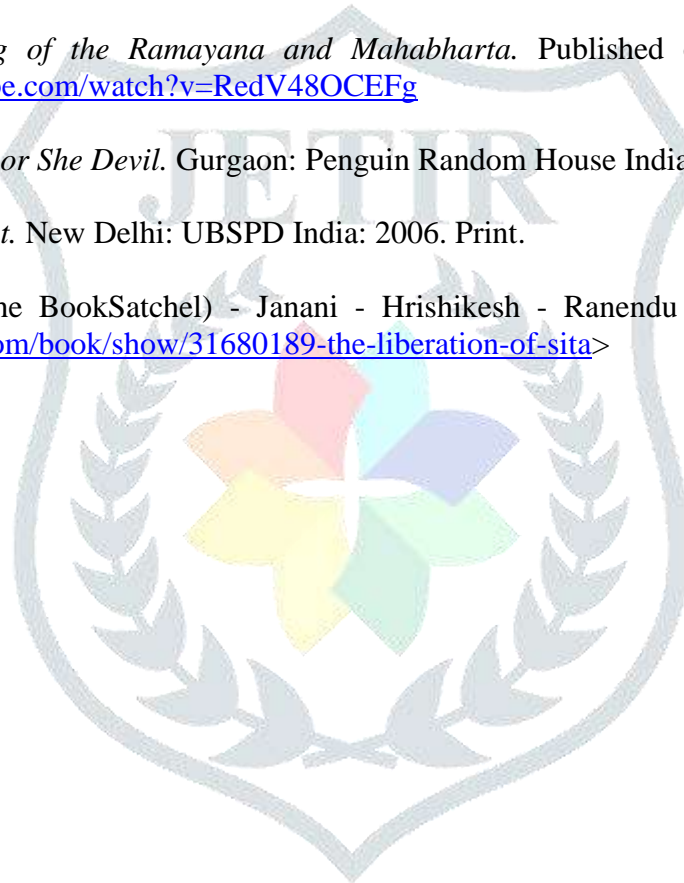 g of the Ramayana and Mahabharta. Published
be.com/watch?v=RedV48OCEFg
JETIR
or She Devil. Gurgaon: Penguin Random House India
t. New Delhi: UBSPD India: 2006. Print.
ne BookSatchel) - Janani - Hrishikesh - Ranendu
om/book/show/31680189-the-liberation-of-sita>